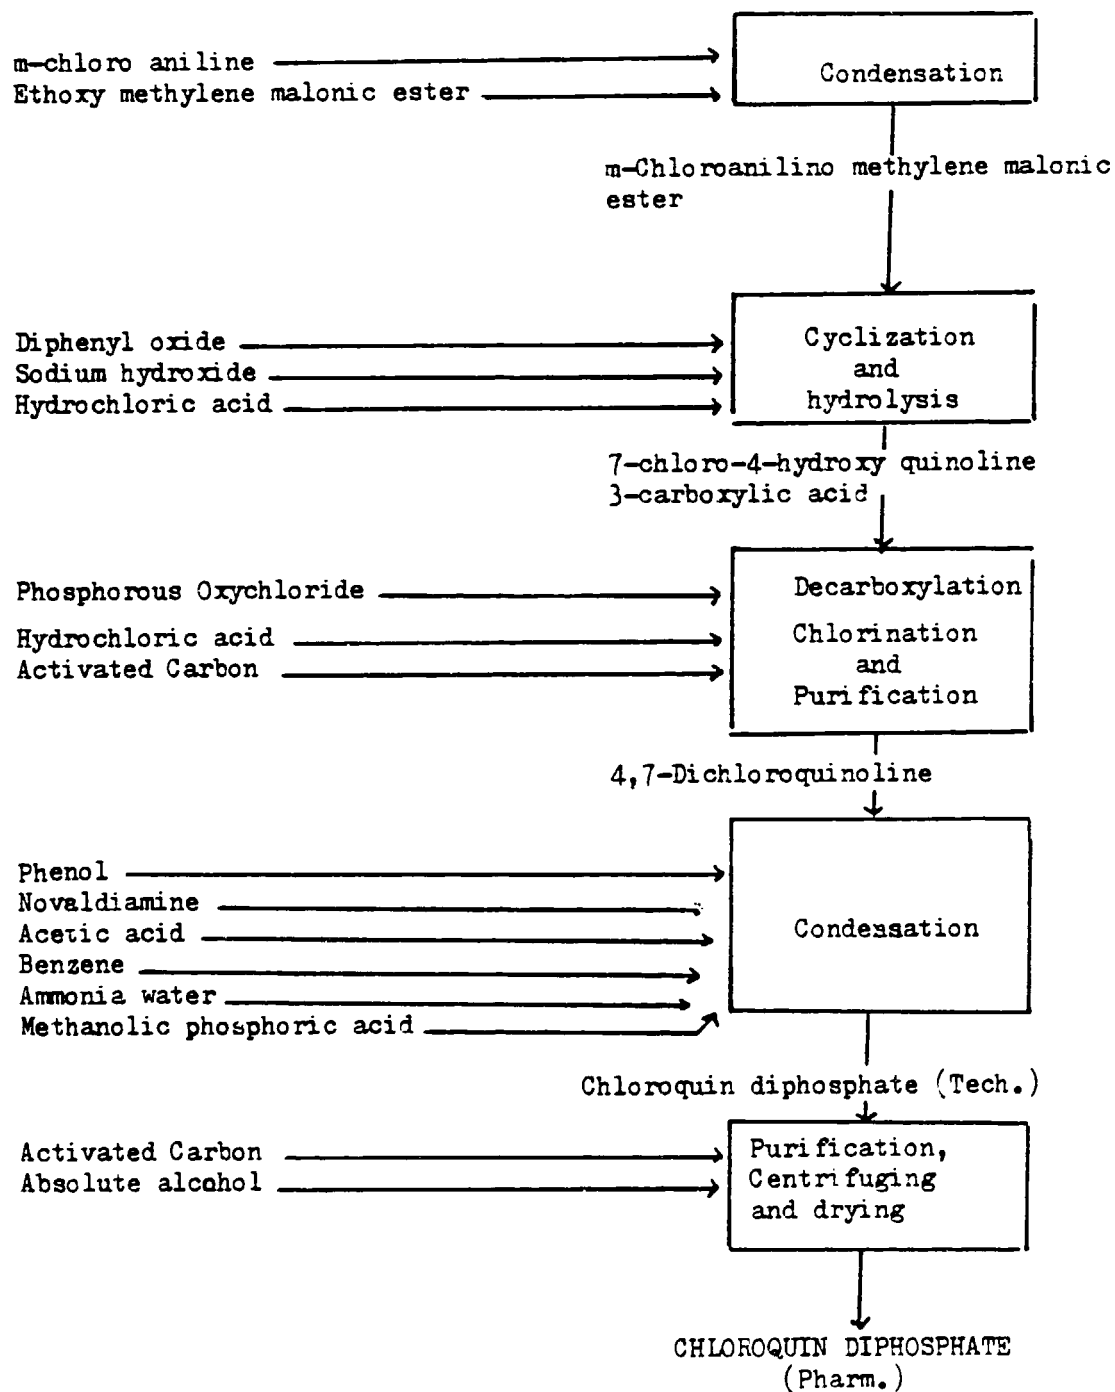 m-chloro aniline
Ethoxy methylene malonic ester
Condensation
m-Chloroanilino methylene malonic
ester
Diphenyl oxide
Sodium hydroxide
Hydrochloric acid
Cyclization
and
hydrolysis
7-chloro-4-hydroxy quinoline
3-carboxylic acid
Phosphorous Oxychloride
Hydrochloric acid
Activated Carbon
Decarboxylation
Chlorination
and
Purification
4,7-Dichloroquinoline
Phenol
Novaldiamine
Acetic acid
Benzene
Ammonia water
Methanolic phosphoric acid
Condensation
Chloroquin diphosphate (Tech.)
Activated Carbon
Absolute alcohol
Purification,
Centrifuging
and drying
CHLOROQUIN DIPHOSPHATE
(Pharm.)